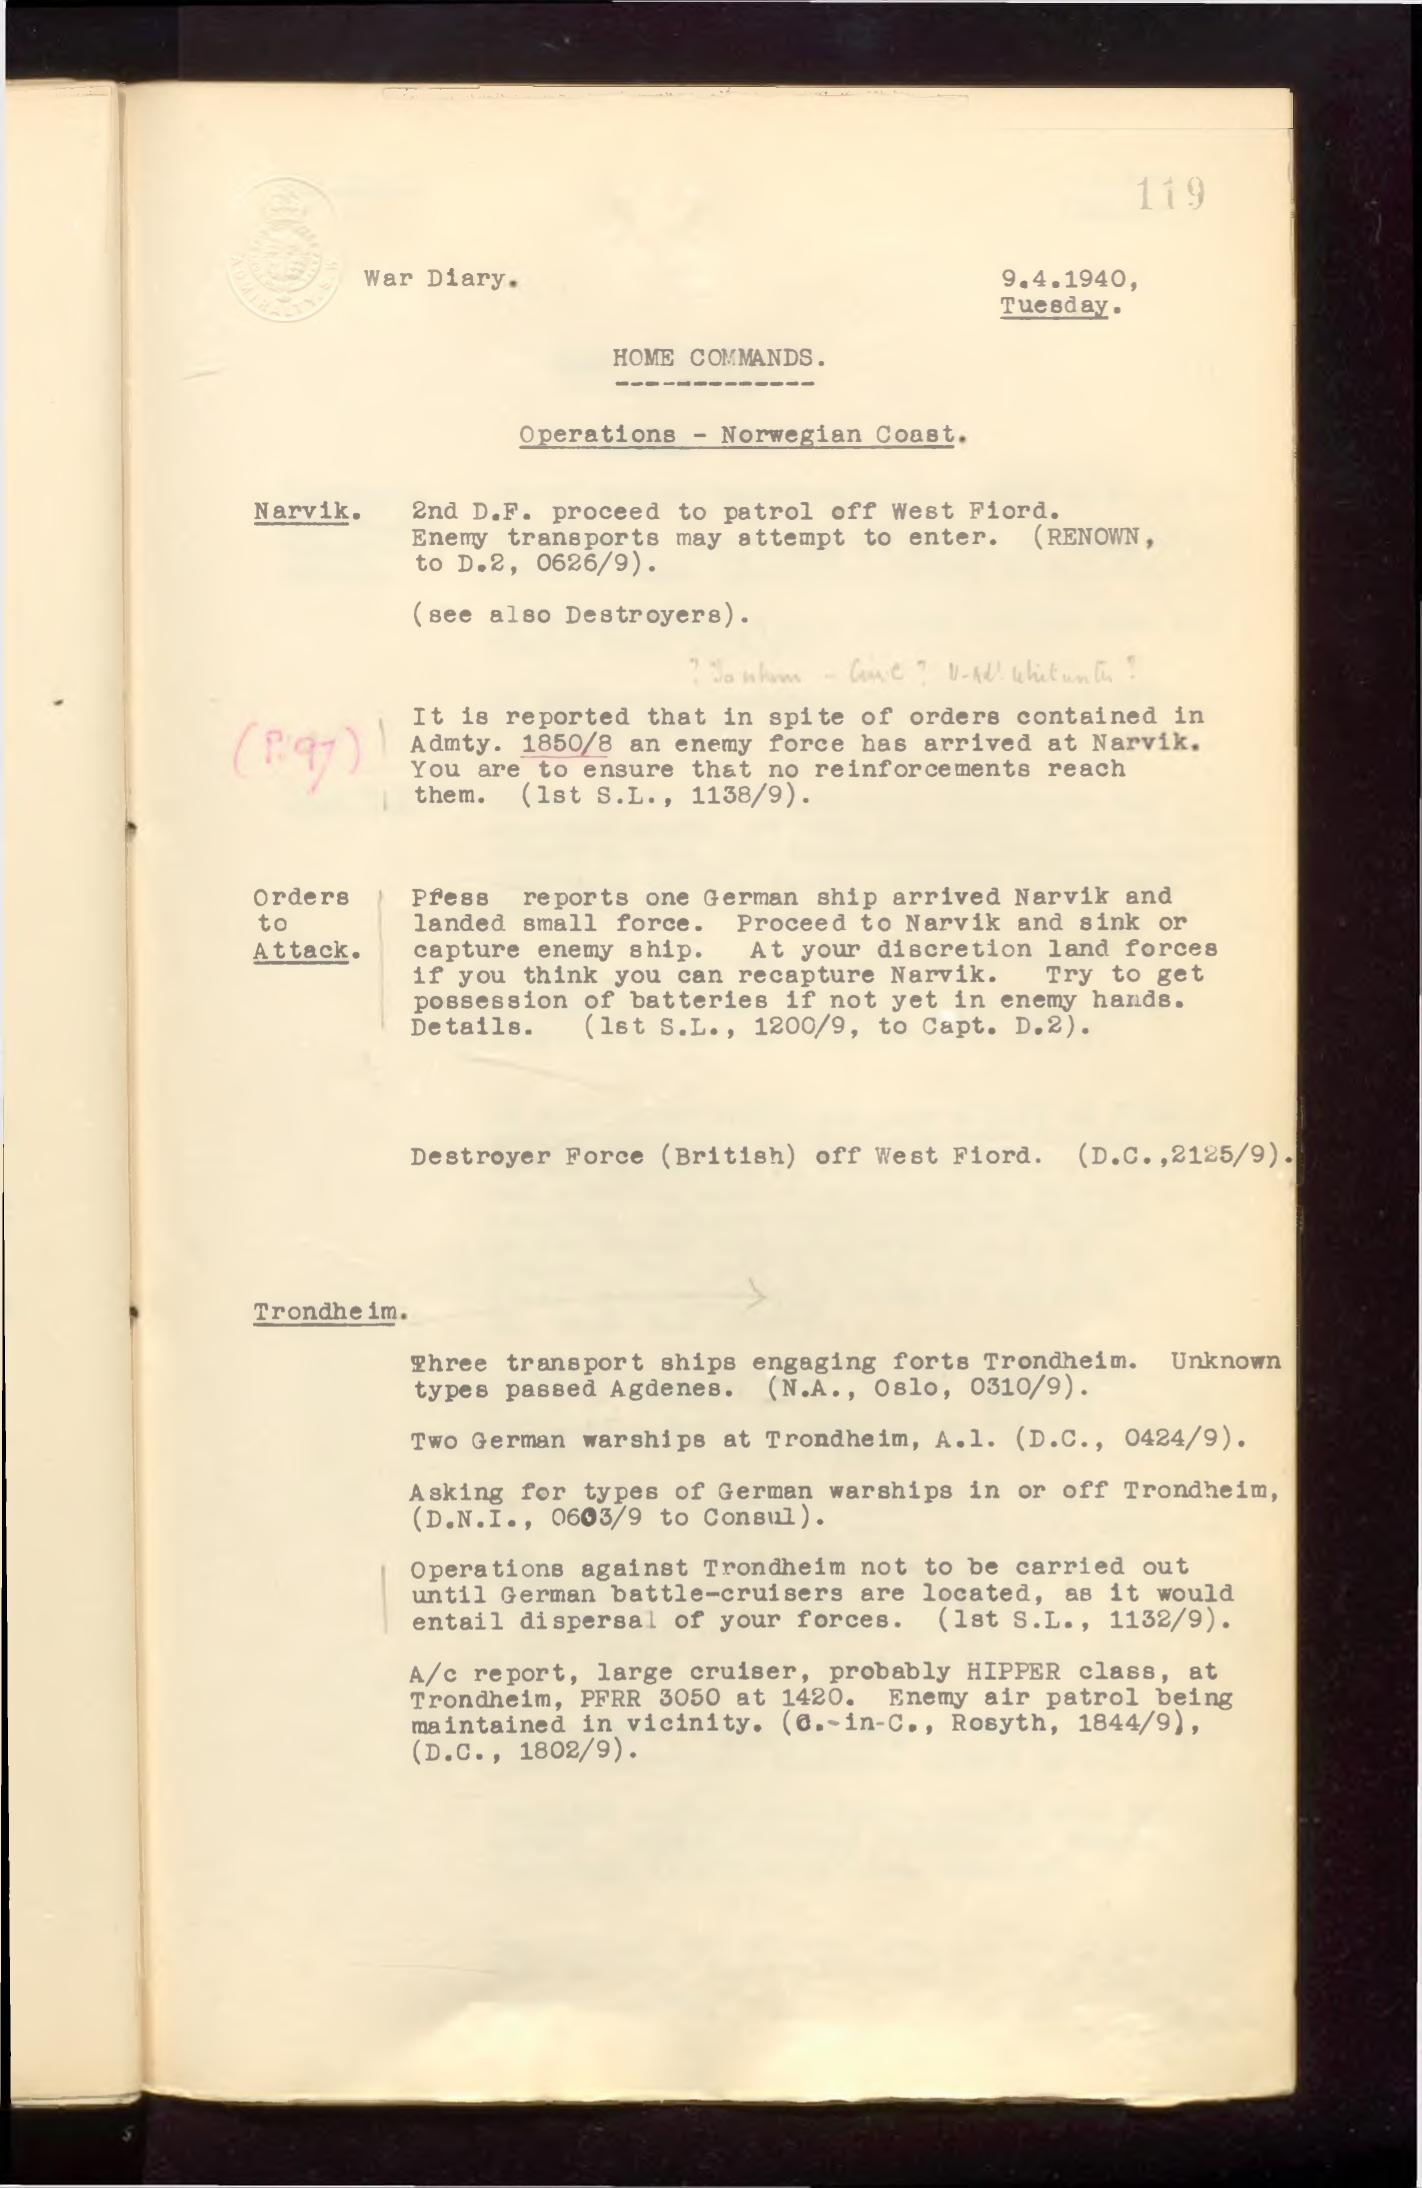 119
ADMIRALTY. S.
War Diary.
9.4.1940,
Tuesday.
HOME COMMANDS.
-------------
Operations - Norwegian Coast.
Narvik. 2nd D.F. proceed to patrol off West Fiord.
Enemy transports may attempt to enter. (RENOWN,
to D.2, 0626/9).
(see also Destroyers).
? To whom - CinC ? V-Ad! Whitworth ?
It is reported that in spite of orders contained in
(P. 97) Admty. 1850/8 an enemy force has arrived at Narvik.
You are to ensure that no reinforcements reach
them. (1st S.L., 1138/9).
Orders Press reports one German ship arrived Narvik and
to landed small force. Proceed to Narvik and sink or
Attack. capture enemy ship. At your discretion land forces
if you think you can recapture Narvik. Try to get
possession of batteries if not yet in enemy hands.
Details. (1st S.L., 1200/9, to Capt. D.2).
Destroyer Force (British) off West Fiord. (D.C.,2125/9).
Trondheim.
Three transport ships engaging forts Trondheim. Unknown
types passed Agdenes. (N.A., Oslo, 0310/9).
Two German warships at Trondheim, A.1. (D.C., 0424/9).
Asking for types of German warships in or off Trondheim,
(D.N.I., 0603/9 to Consul).
Operations against Trondheim not to be carried out
until German battle-cruisers are located, as it would
entail dispersal of your forces. (1st S.L., 1132/9).
A/c report, large cruiser, probably HIPPER class, at
Trondheim, PFRR 3050 at 1420. Enemy air patrol being
maintained in vicinity. (C.-in-C., Rosyth, 1844/9),
(D.C., 1802/9).